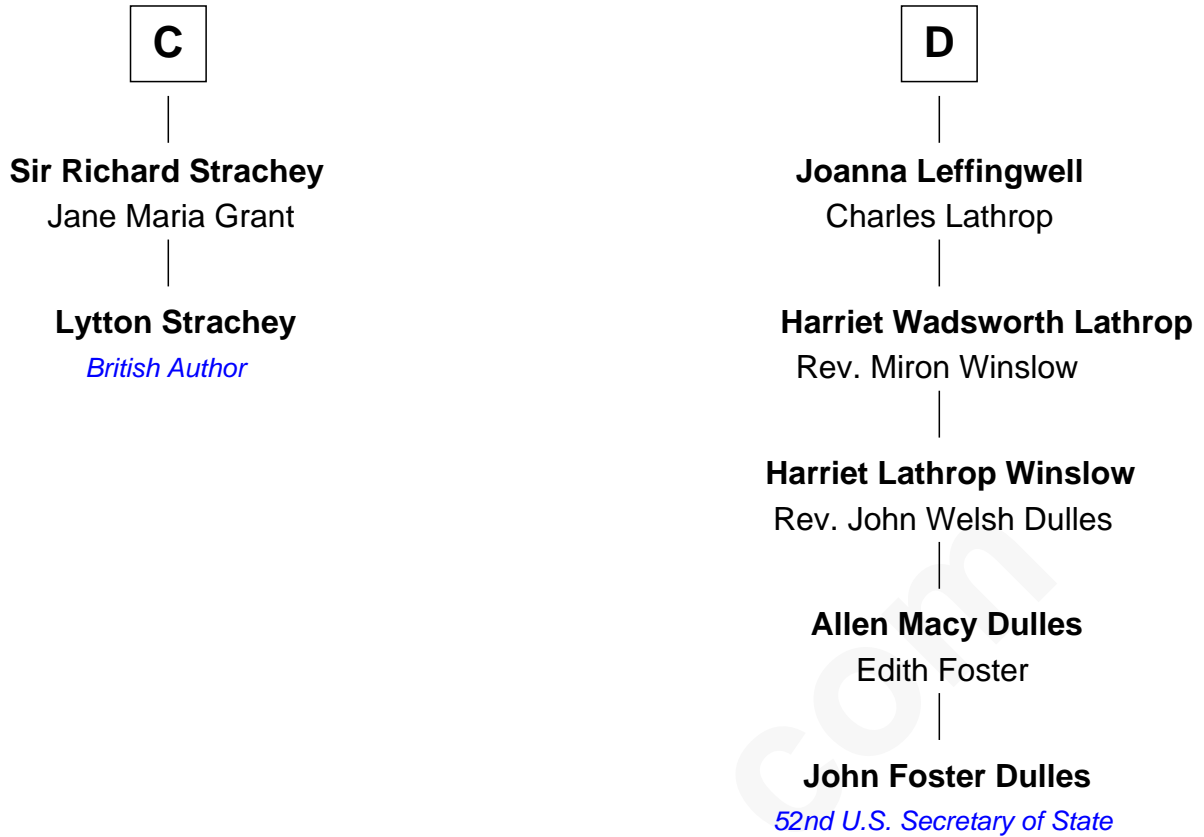 C
Sir Richard Strachey
Jane Maria Grant
Lytton Strachey
British Author
D
Joanna Leffingwell
Charles Lathrop
Harriet Wadsworth Lathrop
Rev. Miron Winslow
Harriet Lathrop Winslow
Rev. John Welsh Dulles
Allen Macy Dulles
Edith Foster
John Foster Dulles
52nd U.S. Secretary of State
com